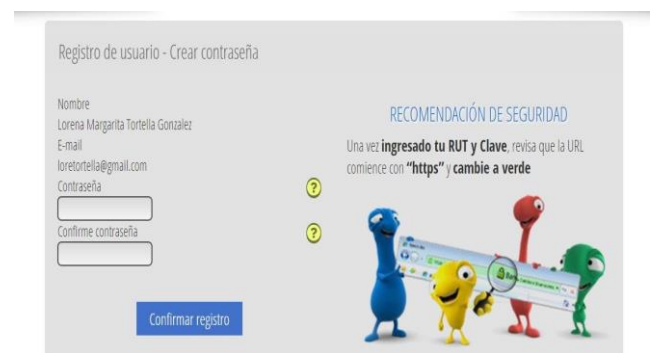 Registro de usuario - Crear contraseña
Nombre
Lorena Margarita Tortella Gonzalez
E-mail
loretortella@gmail.com
Contraseña
?
Confirme contraseña
?
Confirmar registro
RECOMENDACIÓN DE SEGURIDAD
Una vez ingresado tu RUT y Clave, revisa que la URL
comience con “https” y cambie a verde